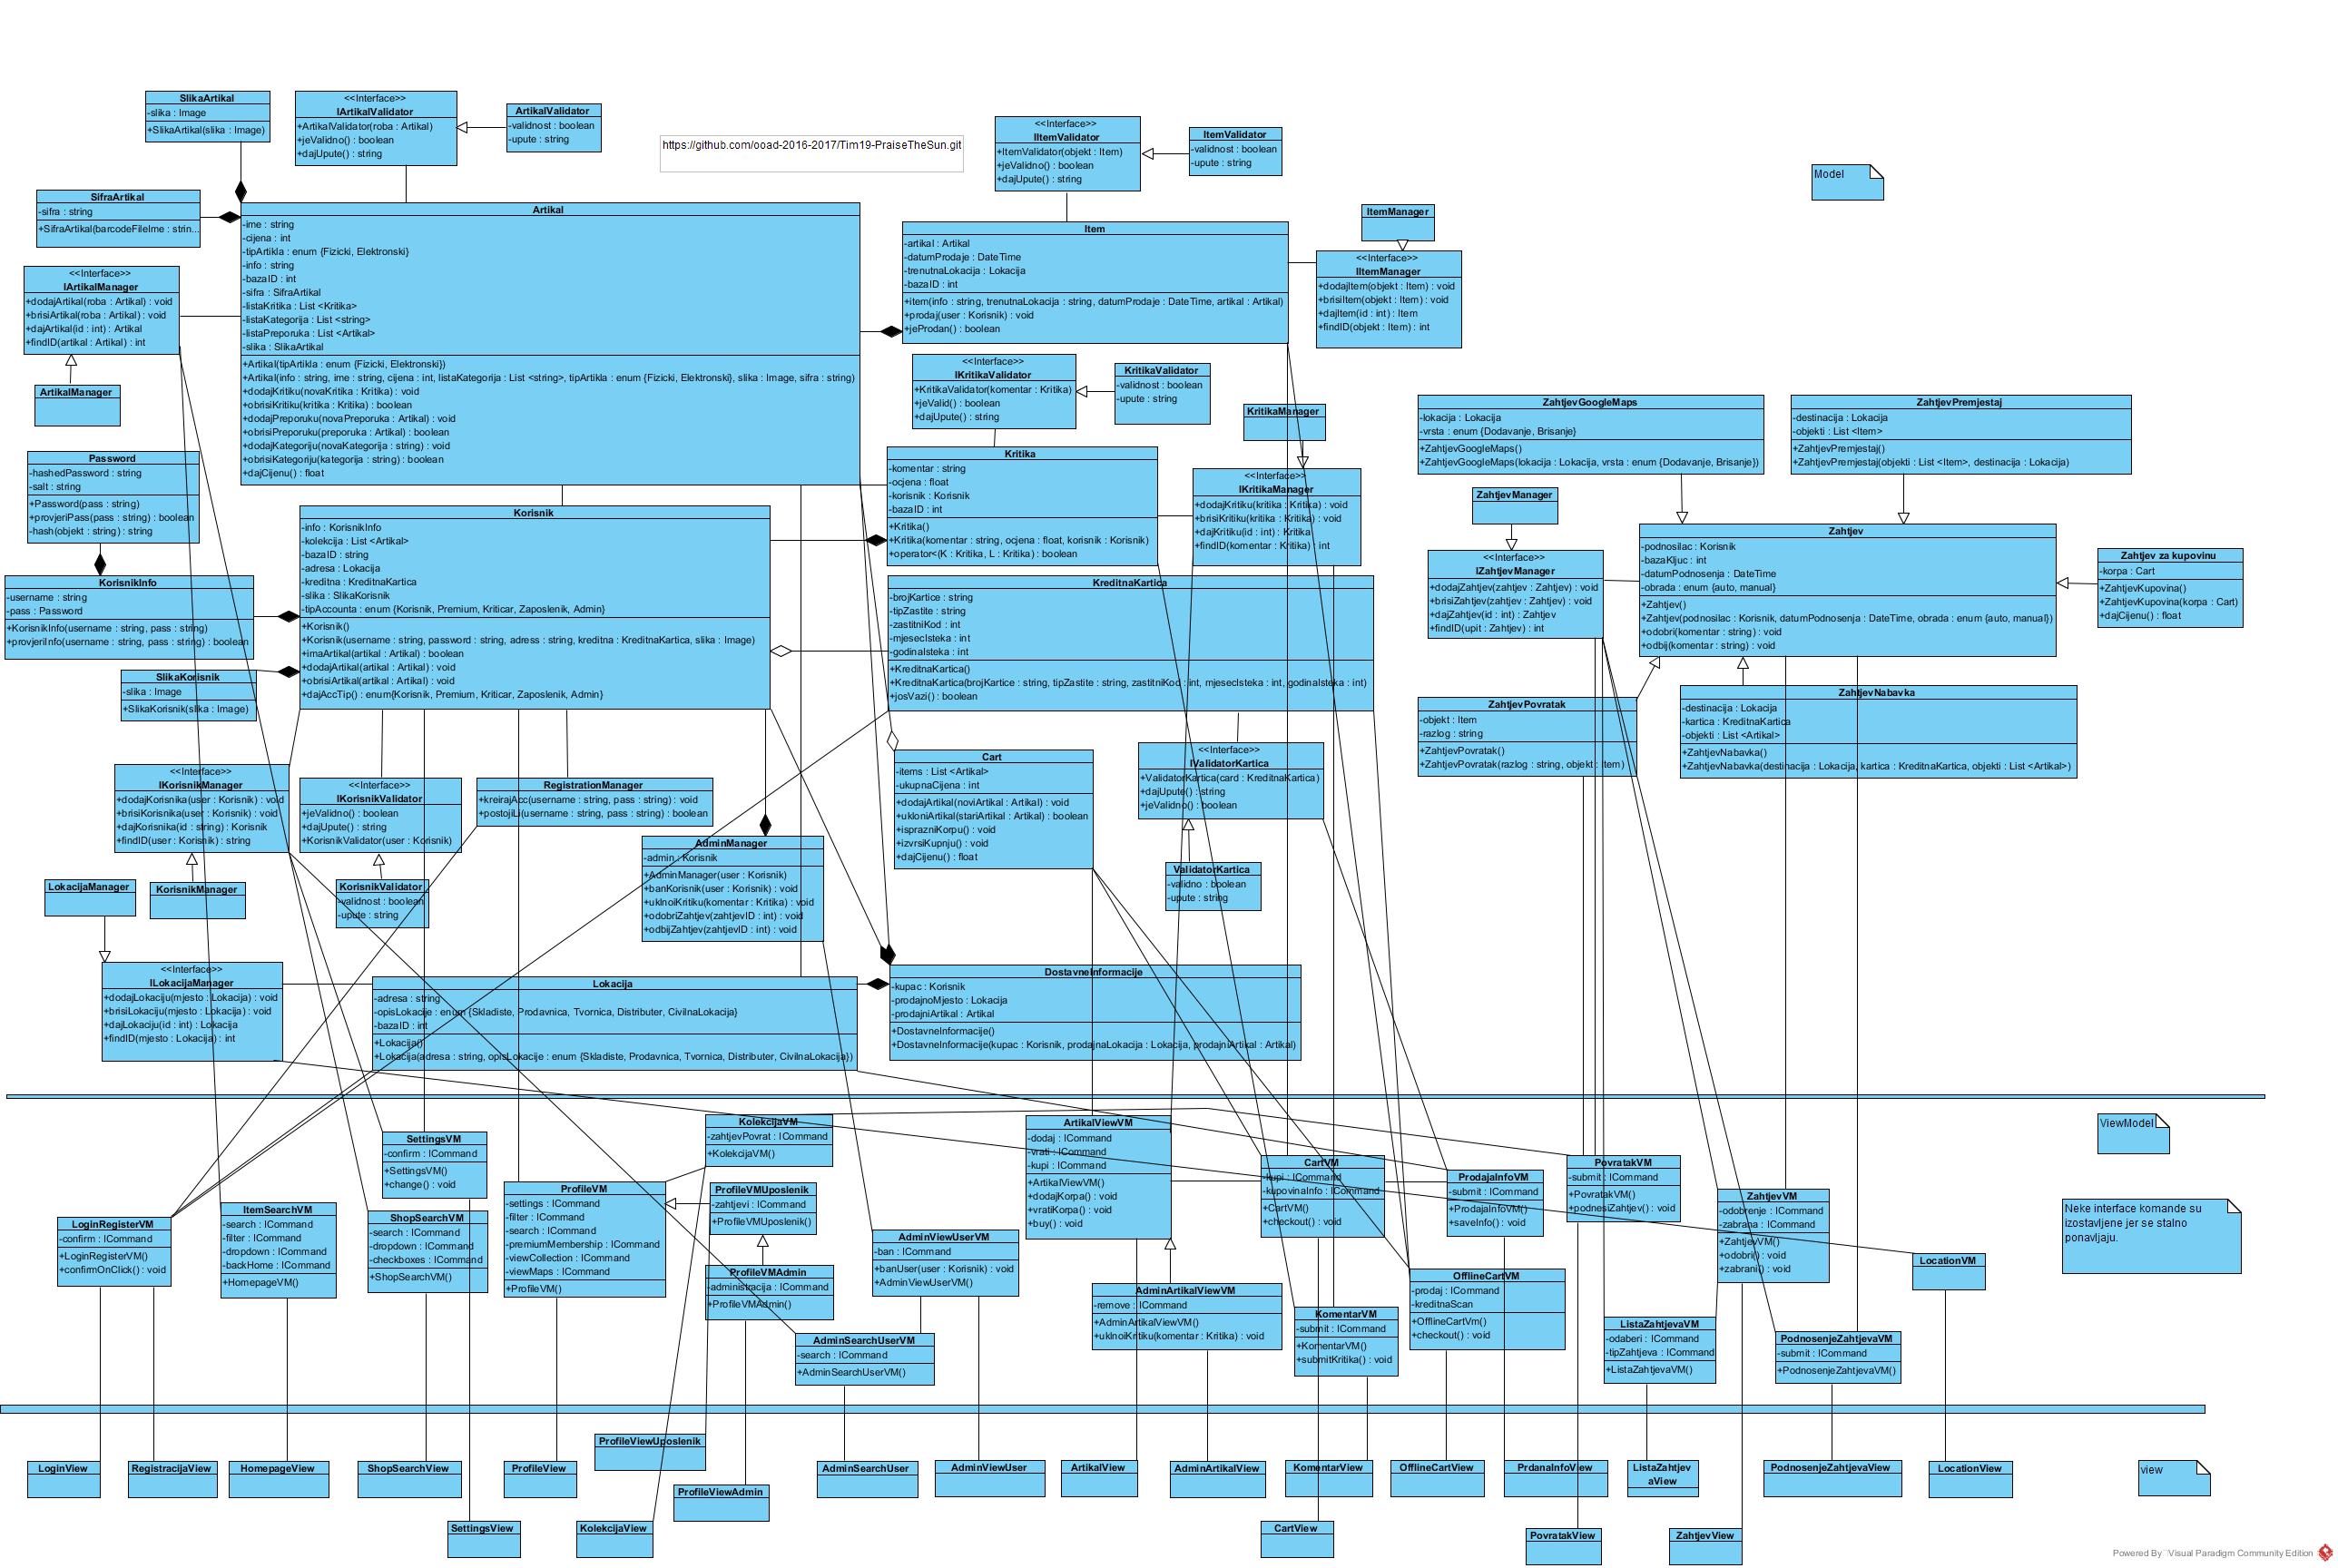 SlikaArtikal
-slika : Image
+SlikaArtikal(slika : Image)
<<Interface>>
IArtikalValidator
+ArtikalValidator(roba : Artikal)
+jeValidno() : boolean
+dajUpute() : string
ArtikalValidator
-validnost : boolean
-upute : string
https://github.com/ooad-2016-2017/Tim19-PraiseTheSun.git
<<Interface>>
IItemValidator
+ItemValidator(objekt : Item)
+jeValidno() : boolean
+dajUpute() : string
ItemValidator
-validnost : boolean
-upute : string
Model
SifraArtikal
-sifra : string
+SifraArtikal(barcodeFileIme : strin...
Artikal
-ime : string
-cijena : int
-tipArtikla : enum {Fizicki, Elektronski}
-info : string
-bazaID : int
-sifra : SifraArtikal
-listaKritika : List <Kritika>
-listaKategorija : List <string>
-listaPreporuka : List <Artikal>
-slika : SlikaArtikal
+Artikal(tipArtikla : enum {Fizicki, Elektronski})
+Artikal(info : string, ime : string, cijena : int, listaKategorija : List <string>, tipArtikla : enum {Fizicki, Elektronski}, slika : Image, sifra : string)
+dodajKritiku(novaKritika : Kritika) : void
+obrisiKritiku(kritika : Kritika) : boolean
+dodajPreporuku(novaPreporuka : Artikal) : void
+obrisiPreporuku(preporuka : Artikal) : boolean
+dodajKategoriju(novaKategorija : string) : void
+obrisiKategoriju(kategorija : string) : boolean
+dajCijenu() : float
Item
-artikal : Artikal
-datumProdaje : DateTime
-trenutnaLokacija : Lokacija
-bazaID : int
+item(info : string, trenutnaLokacija : string, datumProdaje : DateTime, artikal : Artikal)
+prodaj(user : Korisnik) : void
+jeProdan() : boolean
ItemManager
<<Interface>>
IItemManager
+dodajItem(objekt : Item) : void
+brisiItem(objekt : Item) : void
+dajItem(id : int) : Item
+findID(objekt : Item) : int
<<Interface>>
IArtikalManager
+dodajArtikal(roba : Artikal) : void
+brisiArtikal(roba : Artikal) : void
+dajArtikal(id : int) : Artikal
+findID(artikal : Artikal) : int
ArtikalManager
<<Interface>>
IKritikaValidator
+KritikaValidator(komentar : Kritika)
+jeValid() : boolean
+dajUpute() : string
KritikaValidator
-validnost : boolean
-upute : string
KritikaManager
ZahtjevGoogleMaps
-lokacija : Lokacija
-vrsta : enum {Dodavanje, Brisanje}
+ZahtjevGoogleMaps()
+ZahtjevGoogleMaps(lokacija : Lokacija, vrsta : enum {Dodavanje, Brisanje})
ZahtjevPremjestaj
-destinacija : Lokacija
-objekti : List <Item>
+ZahtjevPremjestaj()
+ZahtjevPremjestaj(objekti : List <Item>, destinacija : Lokacija)
Password
-hashedPassword : string
-salt : string
+Password(pass : string)
+provjeriPass(pass : string) : boolean
-hash(objekt : string) : string
Kritika
-komentar : string
-ocjena : float
-korisnik : Korisnik
-bazaID : int
+Kritika()
+Kritika(komentar : string, ocjena : float, korisnik : Korisnik)
+operator<(K : Kritika, L : Kritika) : boolean
<<Interface>>
IKritikaManager
+dodajKritiku(kritika : Kritika) : void
+brisiKritiku(kritika : Kritika) : void
+dajKritiku(id : int) : Kritika
+findID(komentar : Kritika) : int
ZahtjevManager
<<Interface>>
IZahtjevManager
+dodajZahtjev(zahtjev : Zahtjev) : void
+brisiZahtjev(zahtjev : Zahtjev) : void
+dajZahtjev(id : int) : Zahtjev
+findID(upit : Zahtjev) : int
Zahtjev
-podnosilac : Korisnik
-bazaKljuc : int
-datumPodnosenja : DateTime
-obrada : enum {auto, manual}
+Zahtjev()
+Zahtjev(podnosilac : Korisnik, datumPodnosenja : DateTime, obrada : enum {auto, manual})
+odobri(komentar : string) : void
+odbij(komentar : string) : void
Zahtjev za kupovinu
-korpa : Cart
+ZahtjevKupovina()
+ZahtjevKupovina(korpa : Cart)
+dajCijenu() : float
Korisnik
-info : KorisnikInfo
-kolekcija : List <Artikal>
-bazaID : string
-adresa : Lokacija
-kreditna : KreditnaKartica
-slika : SlikaKorisnik
-tipAccounta : enum {Korisnik, Premium, Kriticar, Zaposlenik, Admin}
+Korisnik()
+Korisnik(username : string, password : string, adress : string, kreditna : KreditnaKartica, slika : Image)
+imaArtikal(artikal : Artikal) : boolean
+dodajArtikal(artikal : Artikal) : void
+obrisiArtikal(artikal : Artikal) : void
+dajAccTip() : enum{Korisnik, Premium, Kriticar, Zaposlenik, Admin}
KorisnikInfo
-username : string
-pass : Password
+KorisnikInfo(username : string, pass : string)
+provjeriInfo(username : string, pass : string) : boolean
SlikaKorisnik
-slika : Image
+SlikaKorisnik(slika : Image)
KreditnaKartica
-brojKartice : string
-tipZastite : string
-zastitniKod : int
-mjesecIsteka : int
-godinaIsteka : int
+KreditnaKartica()
+KreditnaKartica(brojKartice : string, tipZastite : string, zastitniKod : int, mjesecIsteka : int, godinaIsteka : int)
+josVazi() : boolean
ZahtjevPovratak
-objekt : Item
-razlog : string
+ZahtjevPovratak()
+ZahtjevPovratak(razlog : string, objekt : Item)
ZahtjevNabavka
-destinacija : Lokacija
-kartica : KreditnaKartica
-objekti : List <Artikal>
+ZahtjevNabavka()
+ZahtjevNabavka(destinacija : Lokacija, kartica : KreditnaKartica, objekti : List <Artikal>)
<<Interface>>
IKorisnikManager
+dodajKorisnika(user : Korisnik) : void
+brisiKorisnika(user : Korisnik) : void
+dajKorisnika(id : string) : Korisnik
+findID(user : Korisnik) : string
<<Interface>>
IKorisnikValidator
+jeValidno() : boolean
+dajUpute() : string
+KorisnikValidator(user : Korisnik)
RegistrationManager
+kreirajAcc(username : string, pass : string) : void
+postojiLi(username : string, pass : string) : boolean
Cart
-items : List <Artikal>
-ukupnaCijena : int
+dodajArtikal(noviArtikal : Artikal) : void
+ukloniArtikal(stariArtikal : Artikal) : boolean
+isprazniKorpu() : void
+izvrsiKupnju() : void
+dajCijenu() : float
<<Interface>>
IValidatorKartica
+ValidatorKartica(card : KreditnaKartica)
+dajUpute() : string
+jeValidno() : boolean
ValidatorKartica
-validno : boolean
-upute : string
LokacijaManager
KorisnikManager
KorisnikValidator
-validnost : boolean
-upute : string
AdminManager
-admin : Korisnik
+AdminManager(user : Korisnik)
+banKorisnik(user : Korisnik) : void
+uklnoiKritiku(komentar : Kritika) : void
+odobriZahtjev(zahtjevID : int) : void
+odbijZahtjev(zahtjevID : int) : void
<<Interface>>
ILokacijaManager
+dodajLokaciju(mjesto : Lokacija) : void
+brisiLokaciju(mjesto : Lokacija) : void
+dajLokaciju(id : int) : Lokacija
+findID(mjesto : Lokacija) : int
Lokacija
-adresa : string
-opisLokacije : enum {Skladiste, Prodavnica, Tvornica, Distributer, CivilnaLokacija}
-bazaID : int
+Lokacija()
+Lokacija(adresa : string, opisLokacije : enum {Skladiste, Prodavnica, Tvornica, Distributer, CivilnaLokacija})
DostavneInformacije
-kupac : Korisnik
-prodajnoMjesto : Lokacija
-prodajniArtikal : Artikal
+DostavneInformacije()
+DostavneInformacije(kupac : Korisnik, prodajnaLokacija : Lokacija, prodajniArtikal : Artikal)
ViewModel
SettingsVM
-confirm : ICommand
+SettingsVM()
+change() : void
KolekcijaVM
-zahtjevPovrat : ICommand
+KolekcijaVM()
ArtikalViewVM
-dodaj : ICommand
-vrati : ICommand
-kupi : ICommand
+ArtikalViewVM()
+dodajKorpa() : void
+vratiKorpa() : void
+buy() : void
CartVM
-kupi : ICommand
-kupovinaInfo : ICommand
+CartVM()
+checkout() : void
ProdajaInfoVM
-submit : ICommand
+ProdajaInfoVM()
+saveInfo() : void
PovratakVM
-submit : ICommand
+PovratakVM()
+podnesiZahtjev() : void
ZahtjevVM
-odobrenje : ICommand
-zabrana : ICommand
+ZahtjevVM()
+odobri() : void
+zabrani() : void
Neke interface komande su
izostavljene jer se stalno
ponavljaju.
LoginRegisterVM
-confirm : ICommand
+LoginRegisterVM()
+confirmOnClick() : void
ItemSearchVM
-search : ICommand
-filter : ICommand
-dropdown : ICommand
-backHome : ICommand
+HomepageVM()
ShopSearchVM
-search : ICommand
-dropdown : ICommand
-checkboxes : ICommand
+ShopSearchVM()
ProfileVM
-settings : ICommand
-filter : ICommand
-search : ICommand
-premiumMembership : ICommand
-viewCollection : ICommand
-viewMaps : ICommand
+ProfileVM()
ProfileVMUposlenik
-zahtjevi : ICommand
+ProfileVMUposlenik()
ProfileVMAdmin
-administracija : ICommand
+ProfileVMAdmin()
AdminViewUserVM
-ban : ICommand
+banUser(user : Korisnik) : void
+AdminViewUserVM()
AdminSearchUserVM
-search : ICommand
+AdminSearchUserVM()
AdminArtikalViewVM
-remove : ICommand
+AdminArtikalViewVM()
+uklnoiKritiku(komentar : Kritika) : void
KomentarVM
-submit : ICommand
+KomentarVM()
+submitKritika() : void
OfflineCartVM
-prodaj : ICommand
-kreditnaScan
+OfflineCartVm()
+checkout() : void
ListaZahtjevaVM
-odaberi : ICommand
-tipZahtjeva : ICommand
+ListaZahtjevaVM()
PodnosenjeZahtjevaVM
-submit : ICommand
+PodnosenjeZahtjevaVM()
LocationVM
LoginView
RegistracijaView
HomepageView
ShopSearchView
SettingsView
ProfileView
KolekcijaView
ProfileViewUposlenik
ProfileViewAdmin
AdminSearchUser
AdminViewUser
ArtikalView
AdminArtikalView
KomentarView
CartView
OfflineCartView
PrdanaInfoView
PovratakView
ListaZahtjev
aView
ZahtjevView
PodnosenjeZahtjevaView
LocationView
view
Powered By Visual Paradigm Community Edition